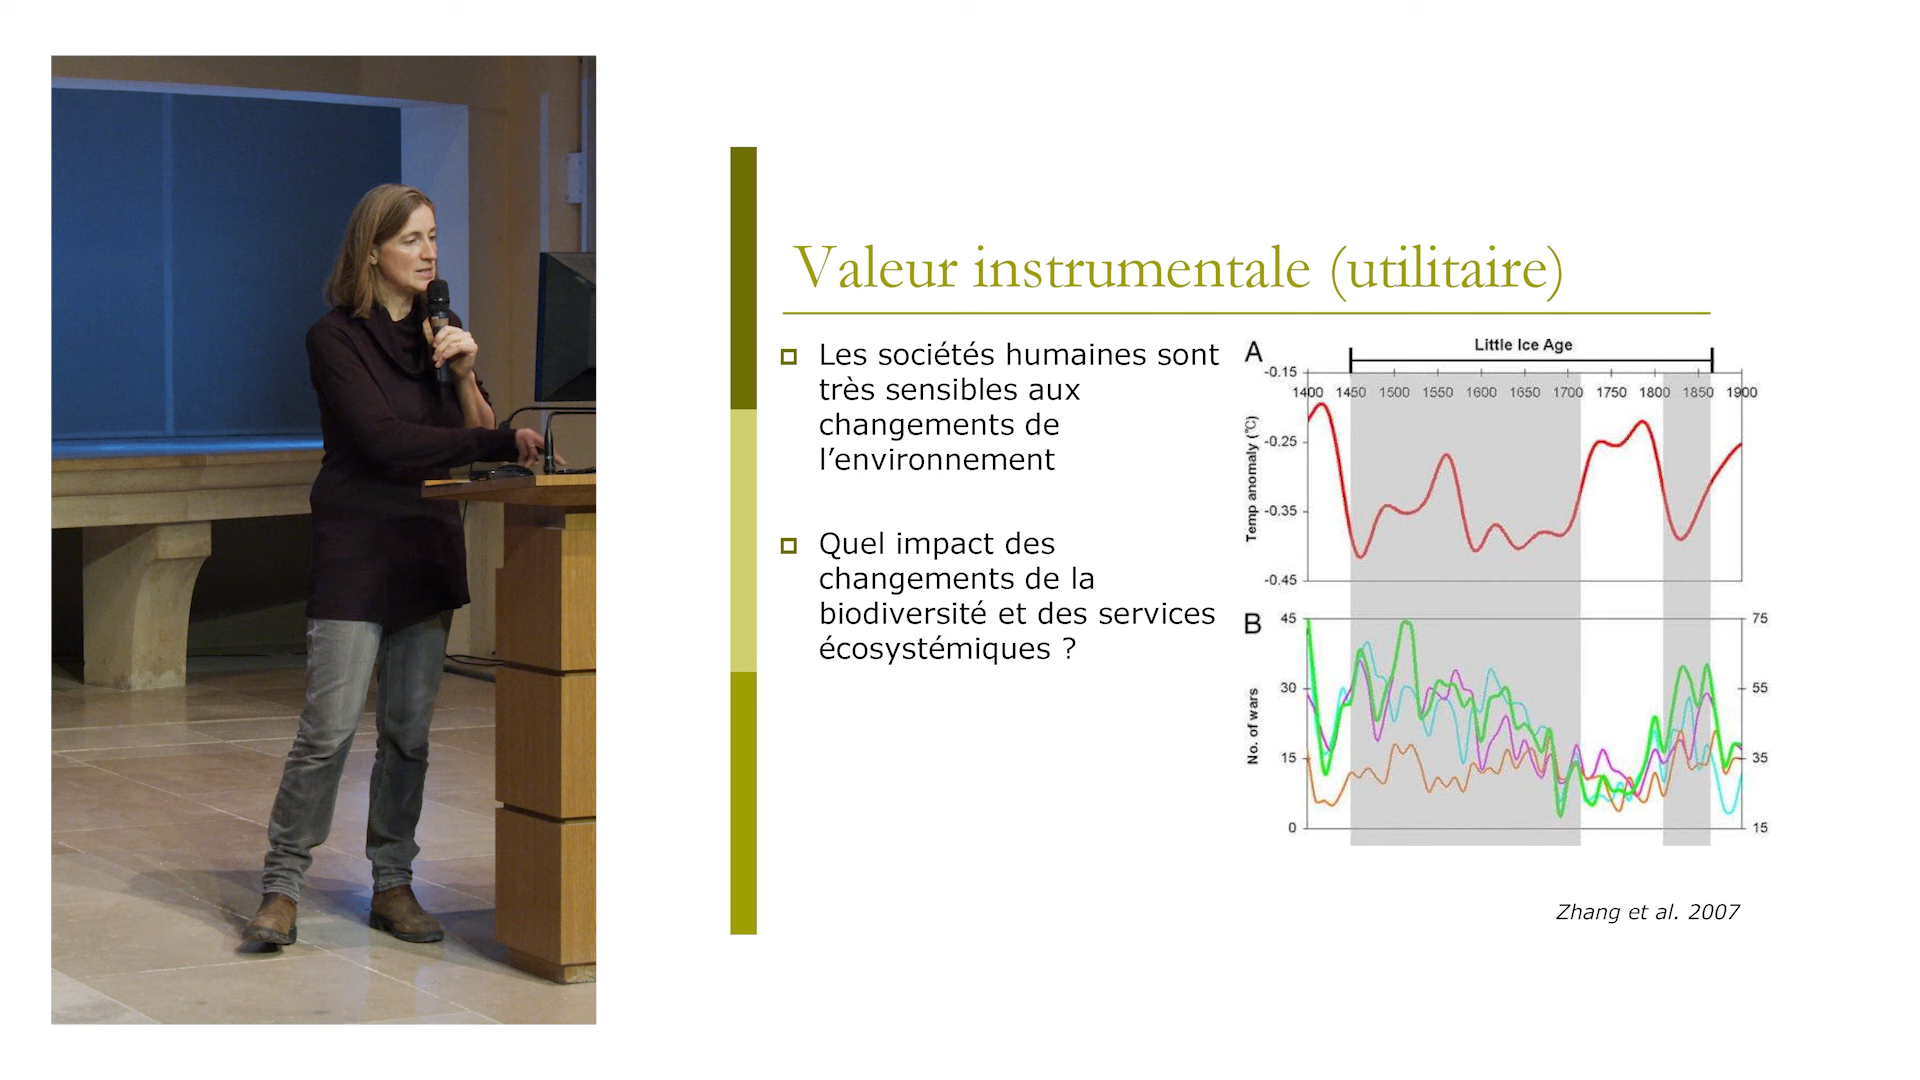 Valeur instrumentale (utilitaire)
Les sociétés humaines sont
très sensibles aux
changements de
l’environnement
Quel impact des
changements de la
biodiversité et des services
écosystémiques ?
A
Little Ice Age
-0.15
1400 1450 1500 1550 1600 1650 1700 1750 1800 1850 1900
Temp anomaly (°C)
-0.25
-0.35
-0.45
B
45 75
30 55
No. of wars
15 35
0 15
Zhang et al. 2007